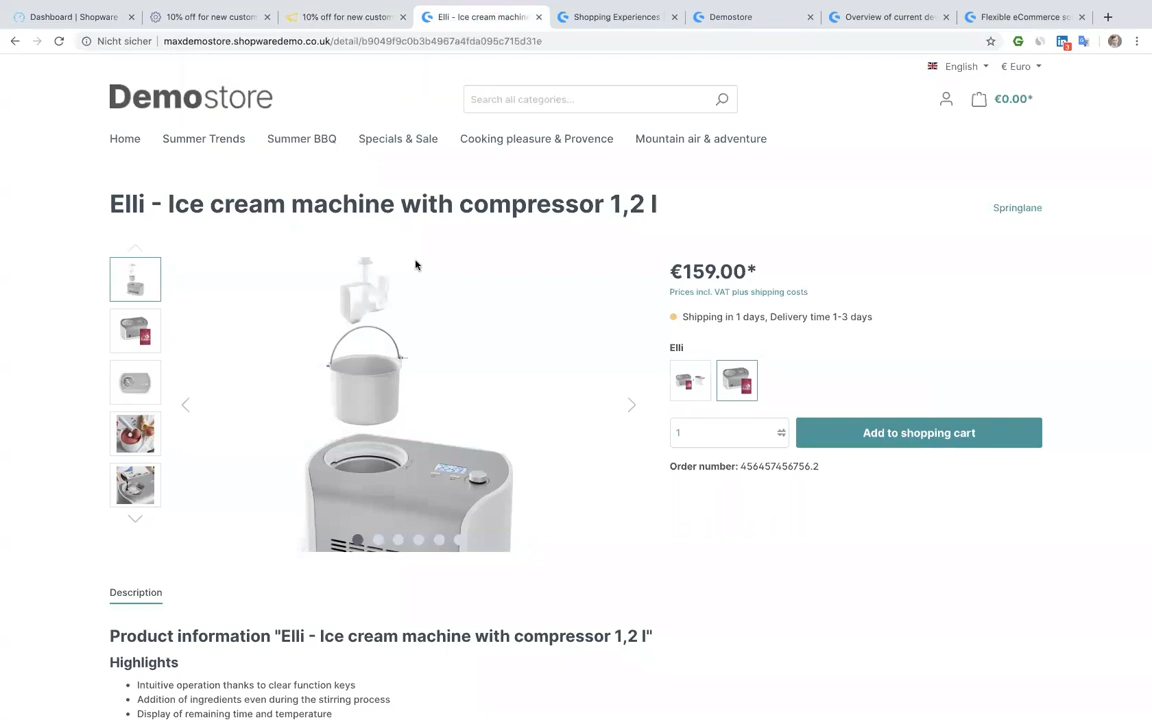 Dashboard | Shopware
10% off for new custom
10% off for new custom
Elli - Ice cream machine
Shopping Experiences
Demostore
Overview of current de
Flexible eCommerce so
Nicht sicher | maxdemostore.shopwaredemo.co.uk/detail/b9049f9c0b3b4967a4fda095c715d31e
3
English
€ Euro
Demostore
Search all categories...
€0.00*
Home
Summer Trends
Summer BBQ
Specials & Sale
Cooking pleasure & Provence
Mountain air & adventure
Elli - Ice cream machine with compressor 1,2 l
Springlane
€159.00*
Prices incl. VAT plus shipping costs
Shipping in 1 days, Delivery time 1-3 days
Elli
1
Add to shopping cart
Order number: 456457456756.2
Description
Product information "Elli - Ice cream machine with compressor 1,2 l"
Highlights
• Intuitive operation thanks to clear function keys
• Addition of ingredients even during the stirring process
• Display of remaining time and temperature